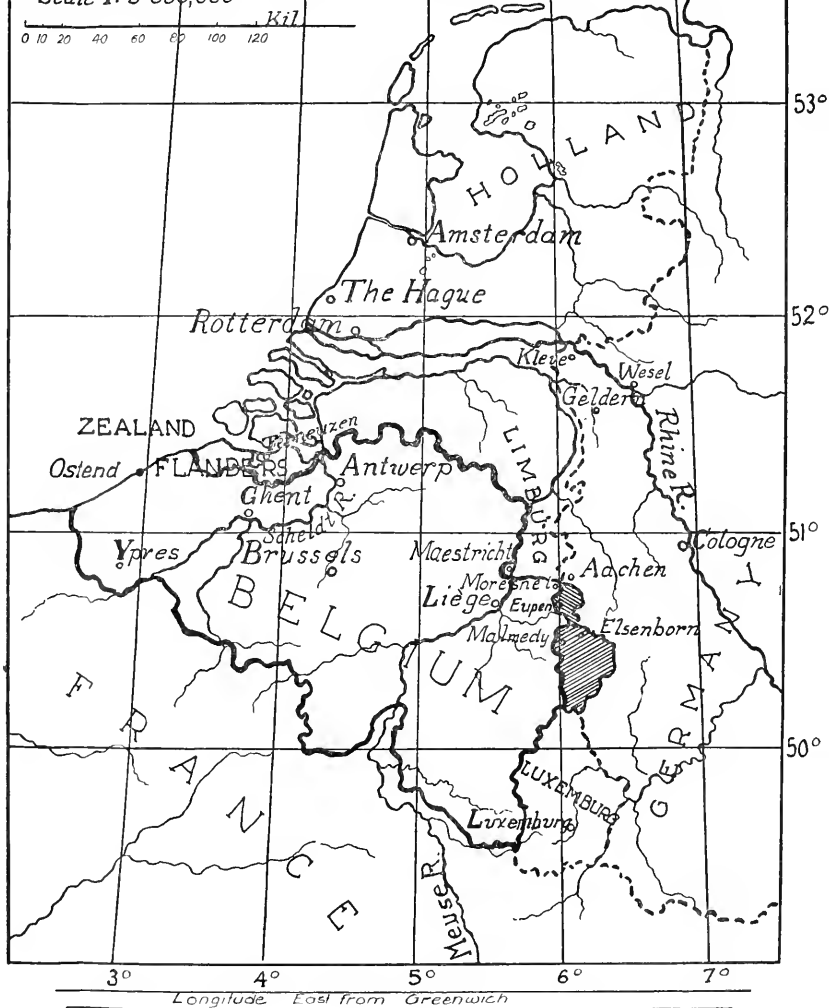 Kil
0 10 20 40 60 80 100 120
53°
HOLLAND
Amsterdam
The Hague
52°
Rotterdam
Kleve
Wesel
Geldern
ZEALAND
Terneuzen
LIMBURG
Rhine R.
Ostend
FLANDERS
Antwerp
Ghent
Scheldt R.
51°
Ypres
Brussels
Maestricht
Cologne
Moresnet
Aachen
Liège
Eupen
BELGIUM
Malmedy
Elsenborn
GERMANY
FRANCE
50°
LUXEMBURG
Luxemburg
Meuse R.
3° 4° 5° 6° 7°
Longitude East from Greenwich